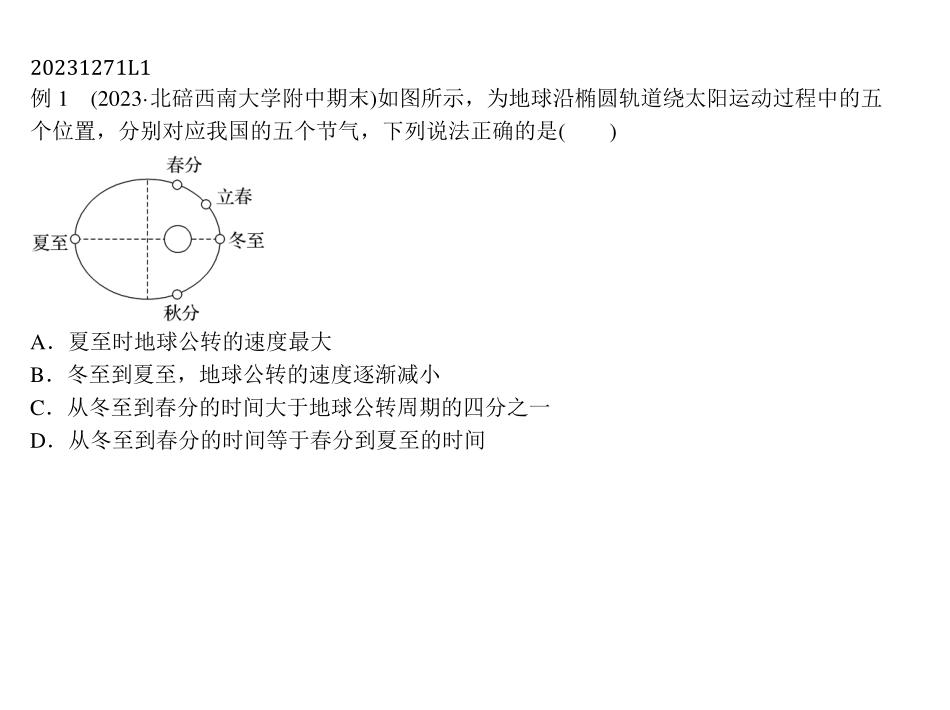 20231271L1
例 1　(2023·北碚西南大学附中期末)如图所示，为地球沿椭圆轨道绕太阳运动过程中的五
个位置，分别对应我国的五个节气，下列说法正确的是(　　)
春分
立春
夏至
冬至
秋分
A．夏至时地球公转的速度最大
B．冬至到夏至，地球公转的速度逐渐减小
C．从冬至到春分的时间大于地球公转周期的四分之一
D．从冬至到春分的时间等于春分到夏至的时间